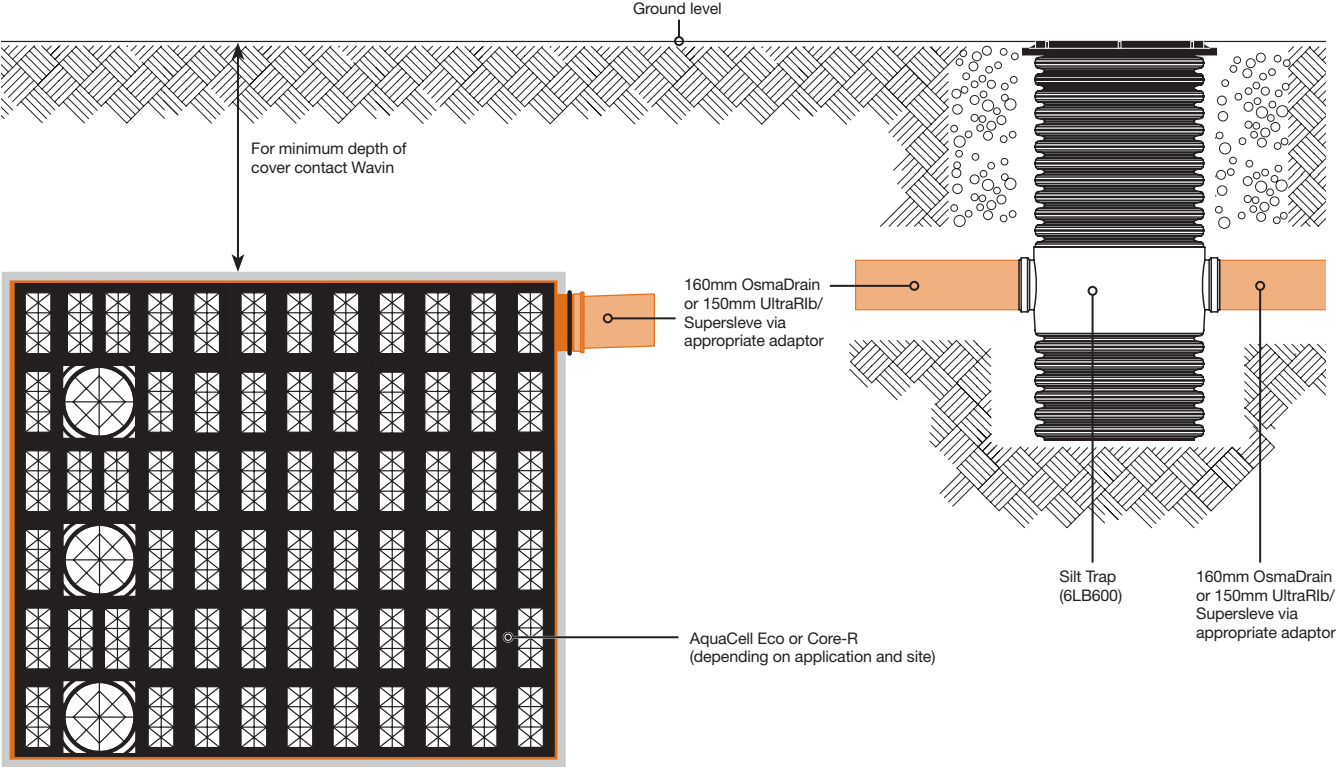 Ground level
For minimum depth of
cover contact Wavin
160mm OsmaDrain
or 150mm UltraRIb/
Supersleve via
appropriate adaptor
Silt Trap
(6LB600)
160mm OsmaDrain
or 150mm UltraRIb/
Supersleve via
appropriate adaptor
AquaCell Eco or Core-R
(depending on application and site)